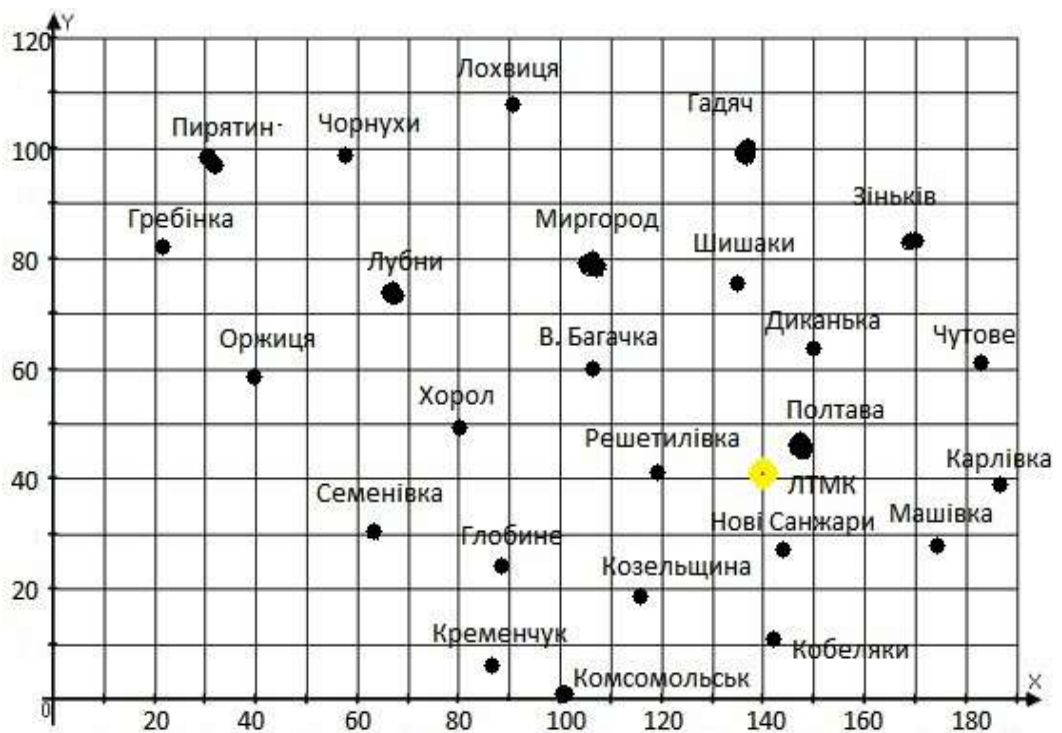 Y
120
Лохвиця
Гадяч
Пирятин
Чорнухи
100
Зіньків
Гребінка
Миргород
Шишаки
80
Лубни
Диканька
Чутове
Оржиця
В. Багачка
60
Хорол
Полтава
Решетилівка
Карлівка
40
ЛТМК
Семенівка
Нові Санжари
Машівка
Глобине
Козельщина
20
Кременчук
Кобеляки
Комсомольськ
X
0
20
40
60
80
100
120
140
160
180